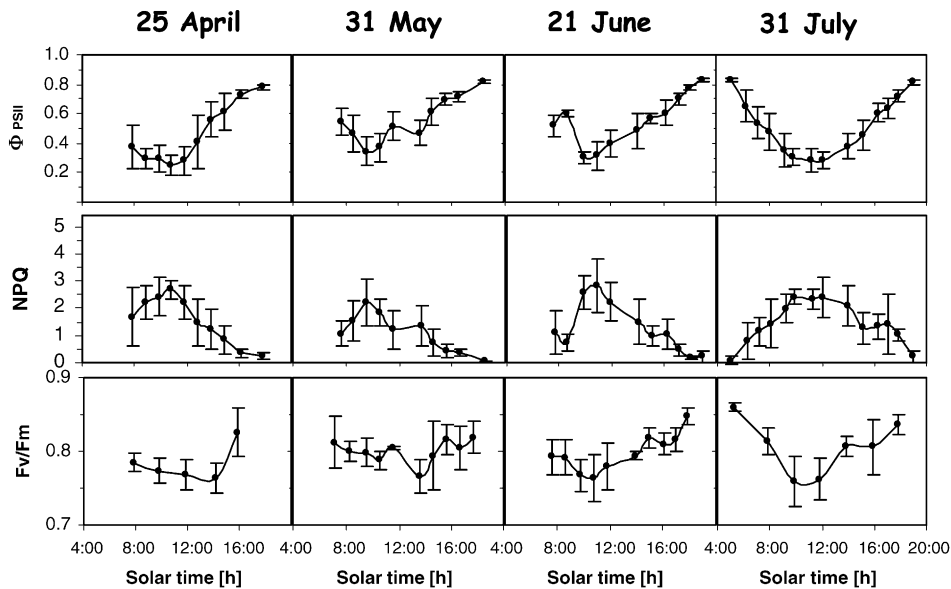 25 April 31 May 21 June 31 July
Φ PSII
1.0
0.8
0.6
0.4
0.2
NPQ
5
4
3
2
1
0
Fv/Fm
0.9
0.8
0.7
4:00 8:00 12:00 16:00 4:00 8:00 12:00 16:00 4:00 8:00 12:00 16:00 4:00 8:00 12:00 16:00 20:00
Solar time [h] Solar time [h] Solar time [h] Solar time [h]